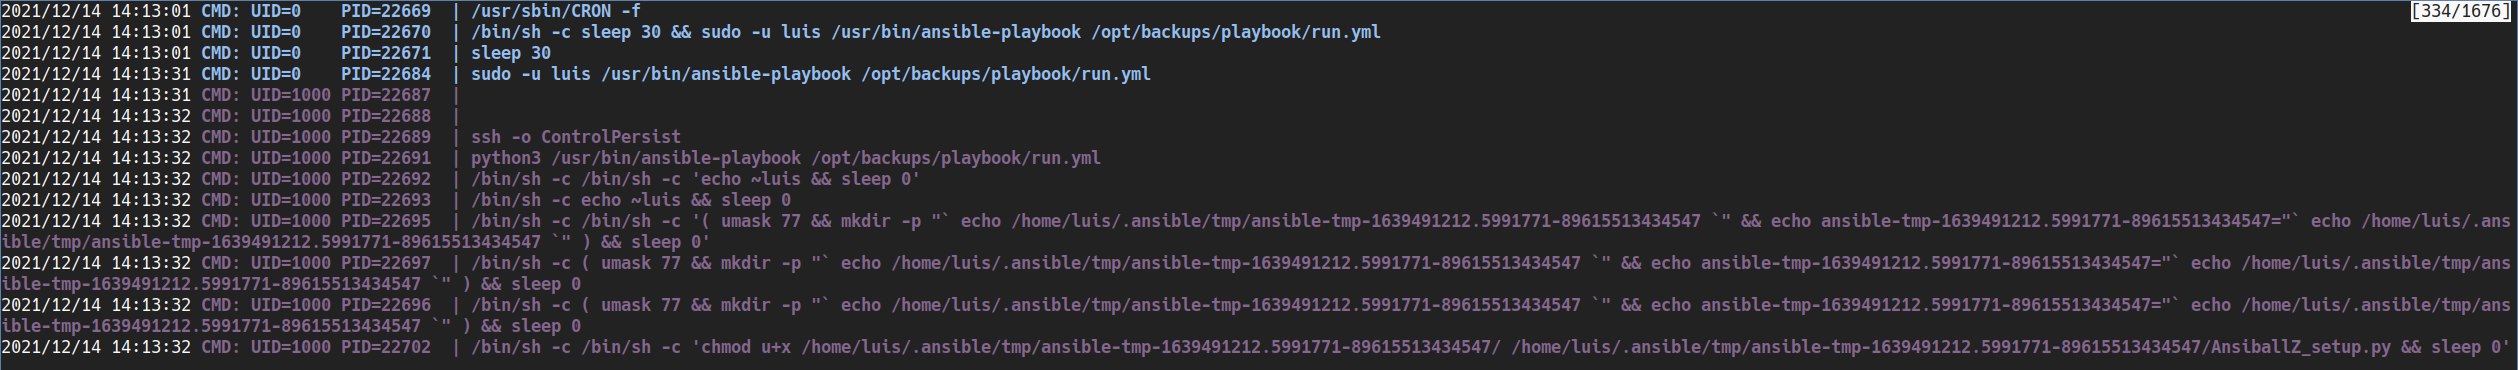 2021/12/14 14:13:01 CMD: UID=0    PID=22669  | /usr/sbin/CRON -f [334/1676]
2021/12/14 14:13:01 CMD: UID=0    PID=22670  | /bin/sh -c sleep 30 && sudo -u luis /usr/bin/ansible-playbook /opt/backups/playbook/run.yml
2021/12/14 14:13:01 CMD: UID=0    PID=22671  | sleep 30
2021/12/14 14:13:31 CMD: UID=0    PID=22684  | sudo -u luis /usr/bin/ansible-playbook /opt/backups/playbook/run.yml
2021/12/14 14:13:31 CMD: UID=1000 PID=22687  |
2021/12/14 14:13:32 CMD: UID=1000 PID=22688  |
2021/12/14 14:13:32 CMD: UID=1000 PID=22689  | ssh -o ControlPersist
2021/12/14 14:13:32 CMD: UID=1000 PID=22691  | python3 /usr/bin/ansible-playbook /opt/backups/playbook/run.yml
2021/12/14 14:13:32 CMD: UID=1000 PID=22692  | /bin/sh -c /bin/sh -c 'echo ~luis && sleep 0'
2021/12/14 14:13:32 CMD: UID=1000 PID=22693  | /bin/sh -c echo ~luis && sleep 0
2021/12/14 14:13:32 CMD: UID=1000 PID=22695  | /bin/sh -c /bin/sh -c '( umask 77 && mkdir -p "` echo /home/luis/.ansible/tmp/ansible-tmp-1639491212.5991771-89615513434547 `" && echo ansible-tmp-1639491212.5991771-89615513434547="` echo /home/luis/.ans
ible/tmp/ansible-tmp-1639491212.5991771-89615513434547 `" ) && sleep 0'
2021/12/14 14:13:32 CMD: UID=1000 PID=22697  | /bin/sh -c ( umask 77 && mkdir -p "` echo /home/luis/.ansible/tmp/ansible-tmp-1639491212.5991771-89615513434547 `" && echo ansible-tmp-1639491212.5991771-89615513434547="` echo /home/luis/.ansible/tmp/ans
ible-tmp-1639491212.5991771-89615513434547 `" ) && sleep 0
2021/12/14 14:13:32 CMD: UID=1000 PID=22696  | /bin/sh -c ( umask 77 && mkdir -p "` echo /home/luis/.ansible/tmp/ansible-tmp-1639491212.5991771-89615513434547 `" && echo ansible-tmp-1639491212.5991771-89615513434547="` echo /home/luis/.ansible/tmp/ans
ible-tmp-1639491212.5991771-89615513434547 `" ) && sleep 0
2021/12/14 14:13:32 CMD: UID=1000 PID=22702  | /bin/sh -c /bin/sh -c 'chmod u+x /home/luis/.ansible/tmp/ansible-tmp-1639491212.5991771-89615513434547/ /home/luis/.ansible/tmp/ansible-tmp-1639491212.5991771-89615513434547/AnsiballZ_setup.py && sleep 0'